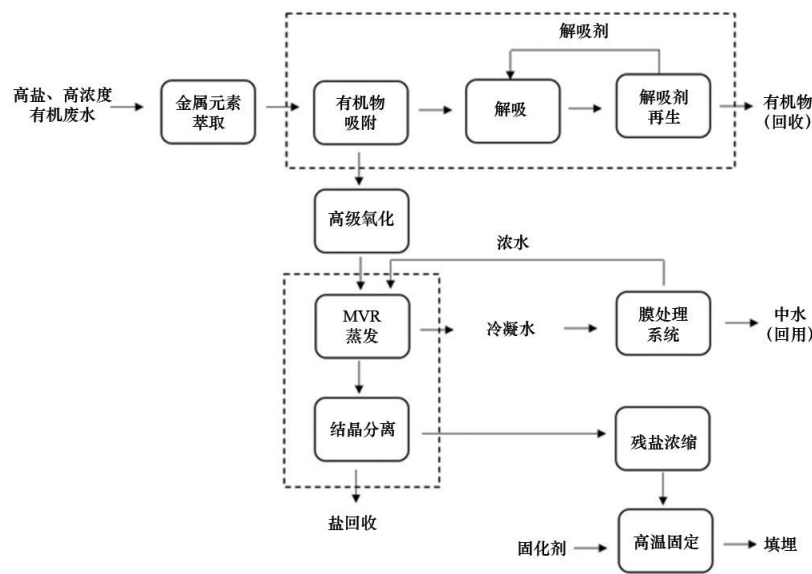 解吸剂
高盐、高浓度
有机废水
金属元素
萃取
有机物
吸附
解吸
解吸剂
再生
有机物
(回收)
高级氧化
浓水
MVR
蒸发
冷凝水
膜处理
系统
中水
(回用)
结晶分离
残盐浓缩
盐回收
固化剂
高温固定
填埋